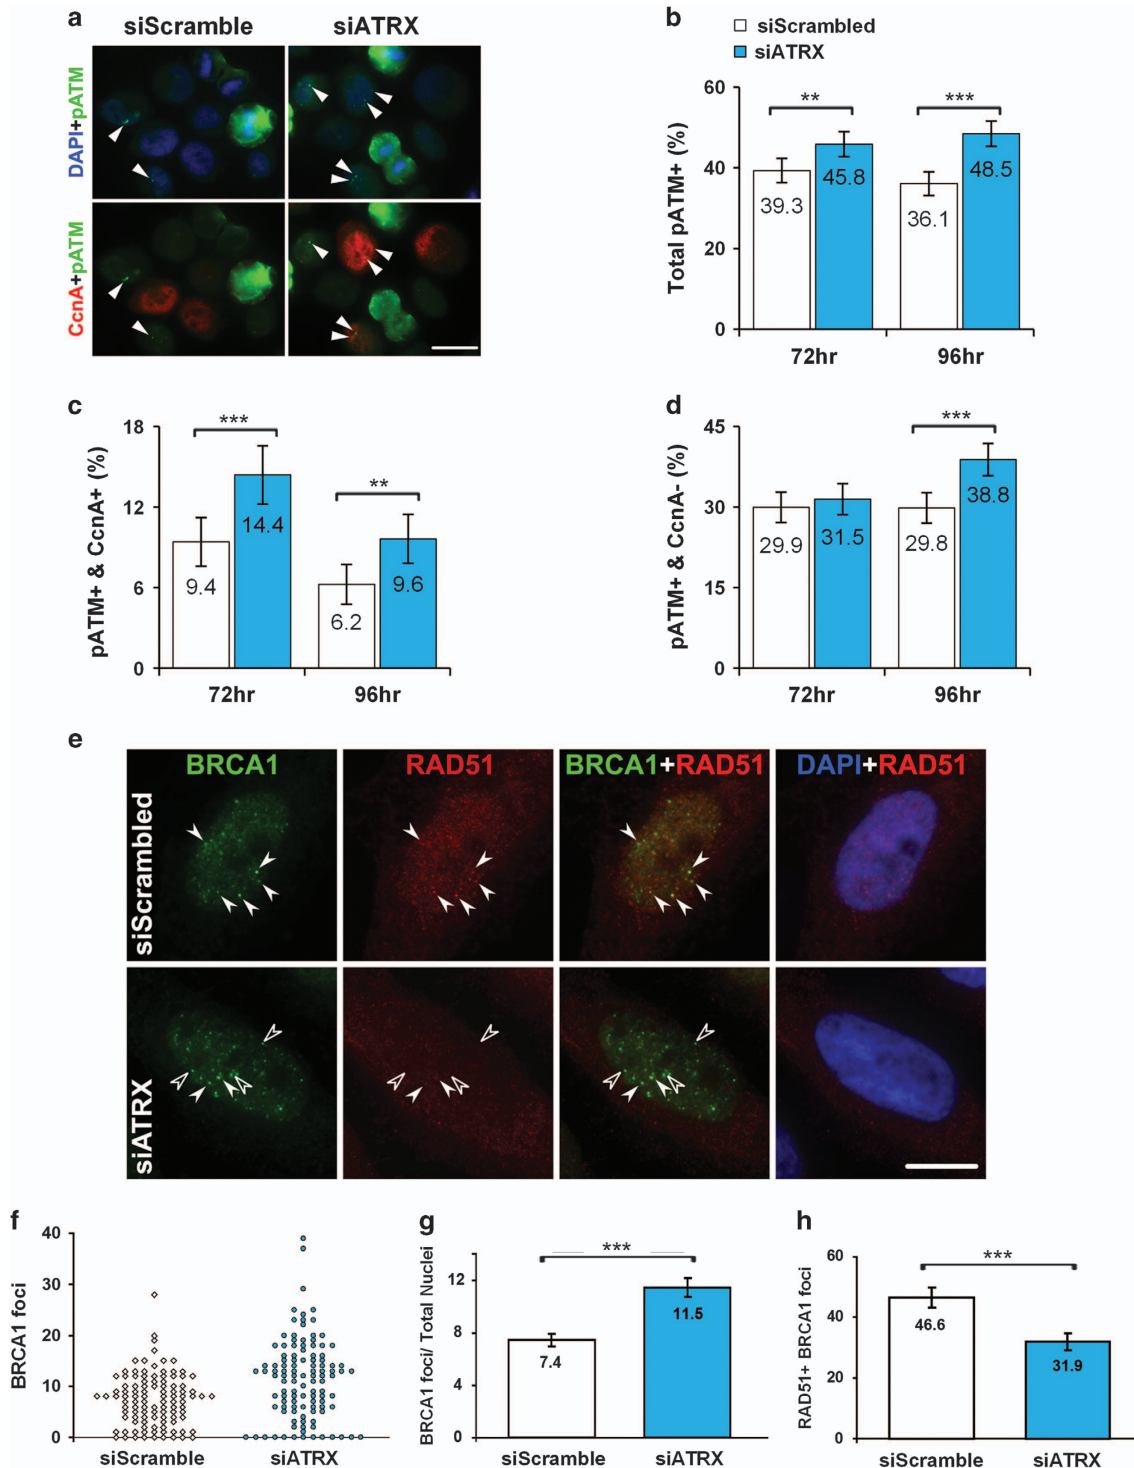 a
siScramble siATRX
DAPI+pATM
CcnA+pATM
b
siScrambled
siATRX
Total pATM+ (%)
60
40
20
0
** ***
39.3 45.8 36.1 48.5
72hr 96hr
c
pATM+ & CcnA+ (%)
18
12
6
0
*** **
9.4 14.4 6.2 9.6
72hr 96hr
d
pATM+ & CcnA- (%)
45
30
15
0
***
29.9 31.5 29.8 38.8
72hr 96hr
e
BRCA1 RAD51 BRCA1+RAD51 DAPI+RAD51
siScrambled
siATRX
f
BRCA1 foci
40
30
20
10
0
siScramble siATRX
g
BRCA1 foci/ Total Nuclei
12
8
4
0
***
7.4 11.5
siScramble siATRX
h
RAD51+ BRCA1 foci
60
40
20
0
***
46.6 31.9
siScramble siATRX